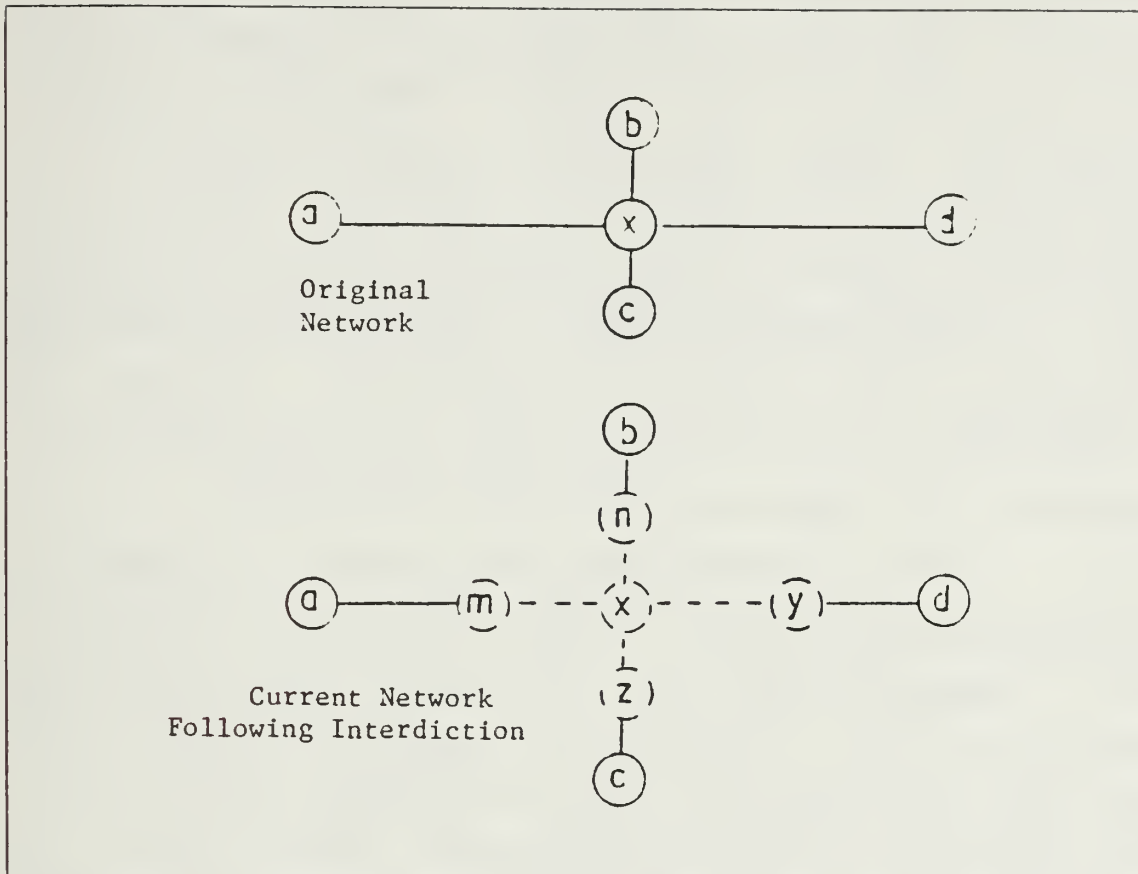 b
a x d
c
Original
Network
b
n
a m x y d
z
Current Network
Following Interdiction
c